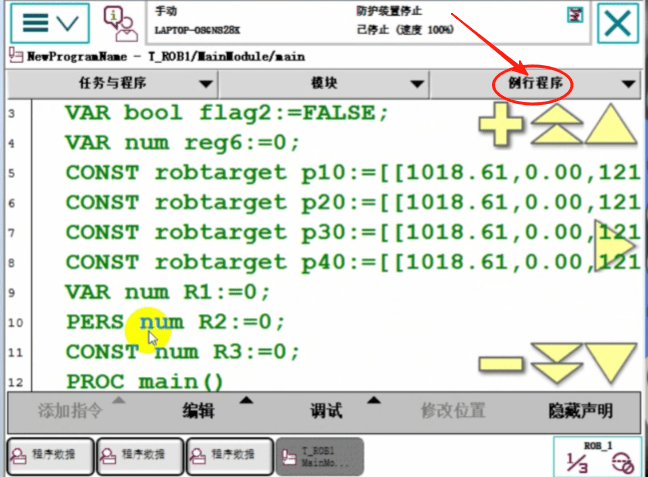 手动
防护装置停止
LAPTOP-OSGNS28K
已停止 (速度 100%)
NewProgramName - T_ROB1/MainModule/main
任务与程序
模块
例行程序
3 VAR bool flag2:=FALSE;
4 VAR num reg6:=0;
5 CONST robtarget p10:=[[1018.61,0.00,121
6 CONST robtarget p20:=[[1018.61,0.00,121
7 CONST robtarget p30:=[[1018.61,0.00,121
8 CONST robtarget p40:=[[1018.61,0.00,121
9 VAR num R1:=0;
10 PERS num R2:=0;
11 CONST num R3:=0;
12 PROC main()
添加指令
编辑
调试
修改位置
隐藏声明
程序数据
程序数据
程序数据
T_ROB1
MainMo...
ROB_1
1/3